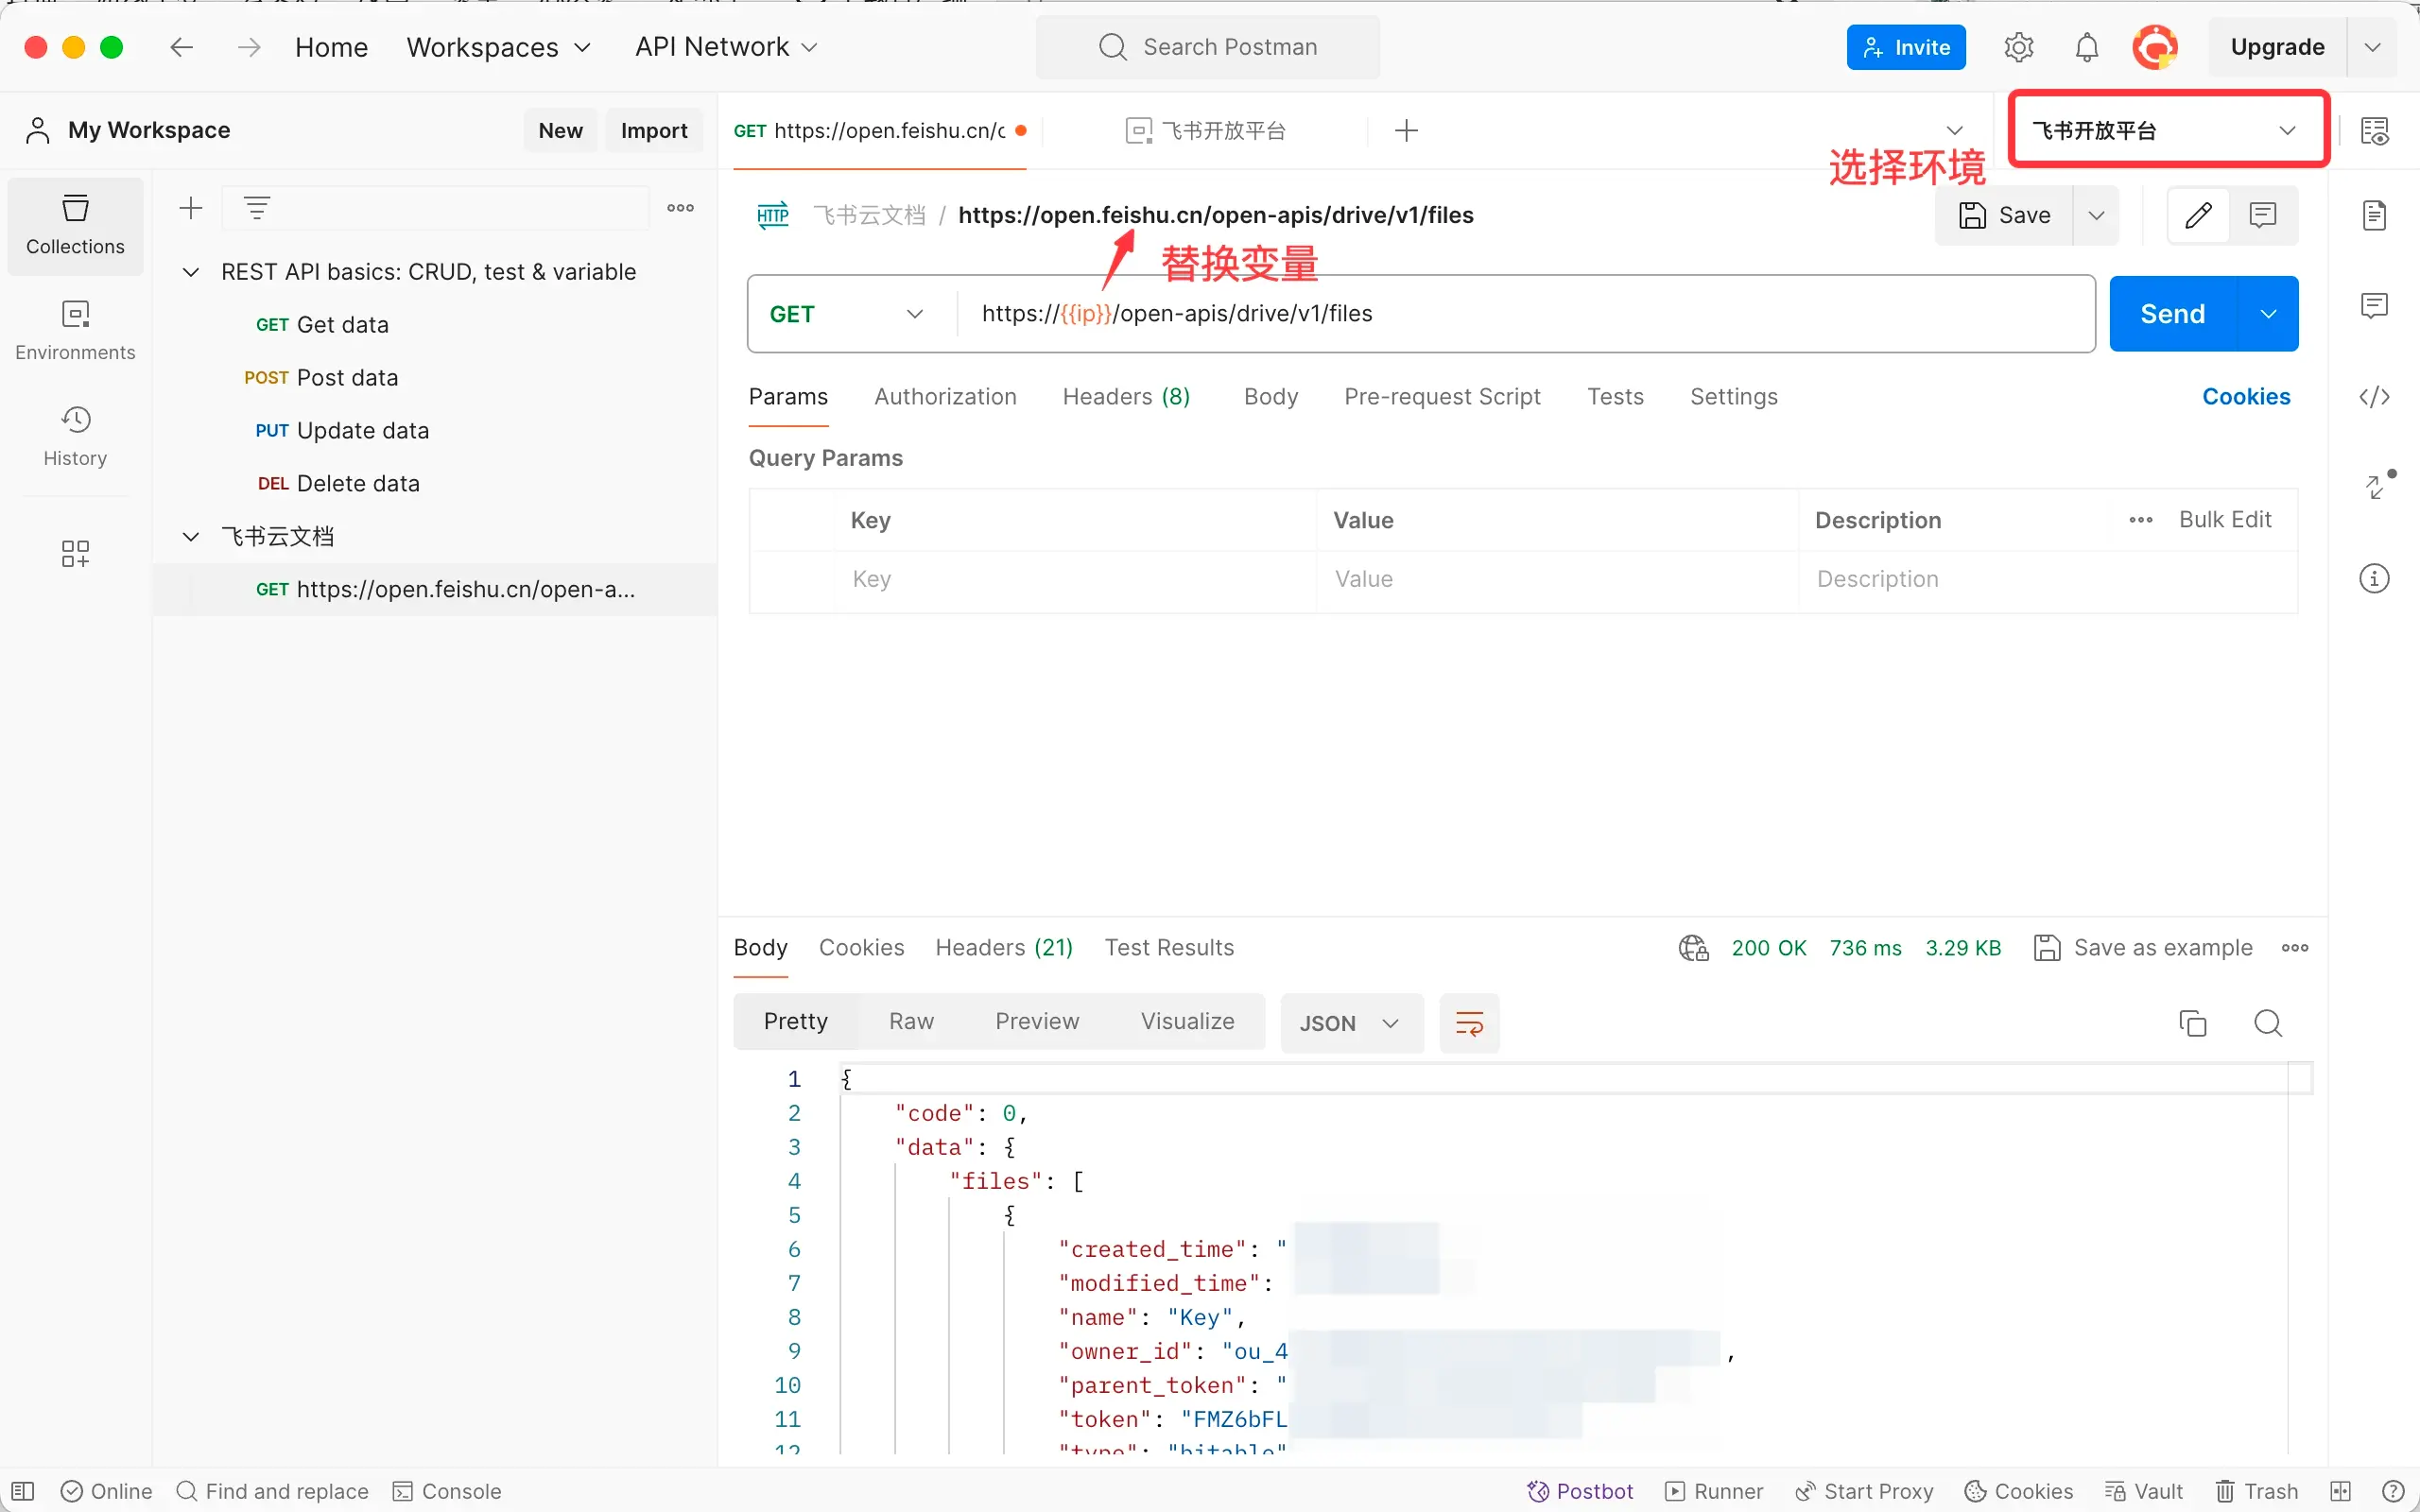 Home
Workspaces
API Network
Search Postman
Invite
Upgrade
My Workspace
New
Import
GET https://open.feishu.cn/c
飞书开放平台
飞书开放平台
选择环境
Collections
Environments
History
REST API basics: CRUD, test & variable
GET Get data
POST Post data
PUT Update data
DEL Delete data
飞书云文档
GET https://open.feishu.cn/open-a...
HTTP 飞书云文档 / https://open.feishu.cn/open-apis/drive/v1/files
Save
替换变量
GET
https://{{ip}}/open-apis/drive/v1/files
Send
Params
Authorization
Headers (8)
Body
Pre-request Script
Tests
Settings
Cookies
Query Params
Key
Value
Description
Bulk Edit
Key
Value
Description
Body
Cookies
Headers (21)
Test Results
200 OK
736 ms
3.29 KB
Save as example
Pretty
Raw
Preview
Visualize
JSON
1 {
2 "code": 0,
3 "data": {
4 "files": [
5 {
6 "created_time": "
7 "modified_time":
8 "name": "Key",
9 "owner_id": "ou_4 ,
10 "parent_token": "
11 "token": "FMZ6bFL
12 "type": "bitable"
Online
Find and replace
Console
Postbot
Runner
Start Proxy
Cookies
Vault
Trash